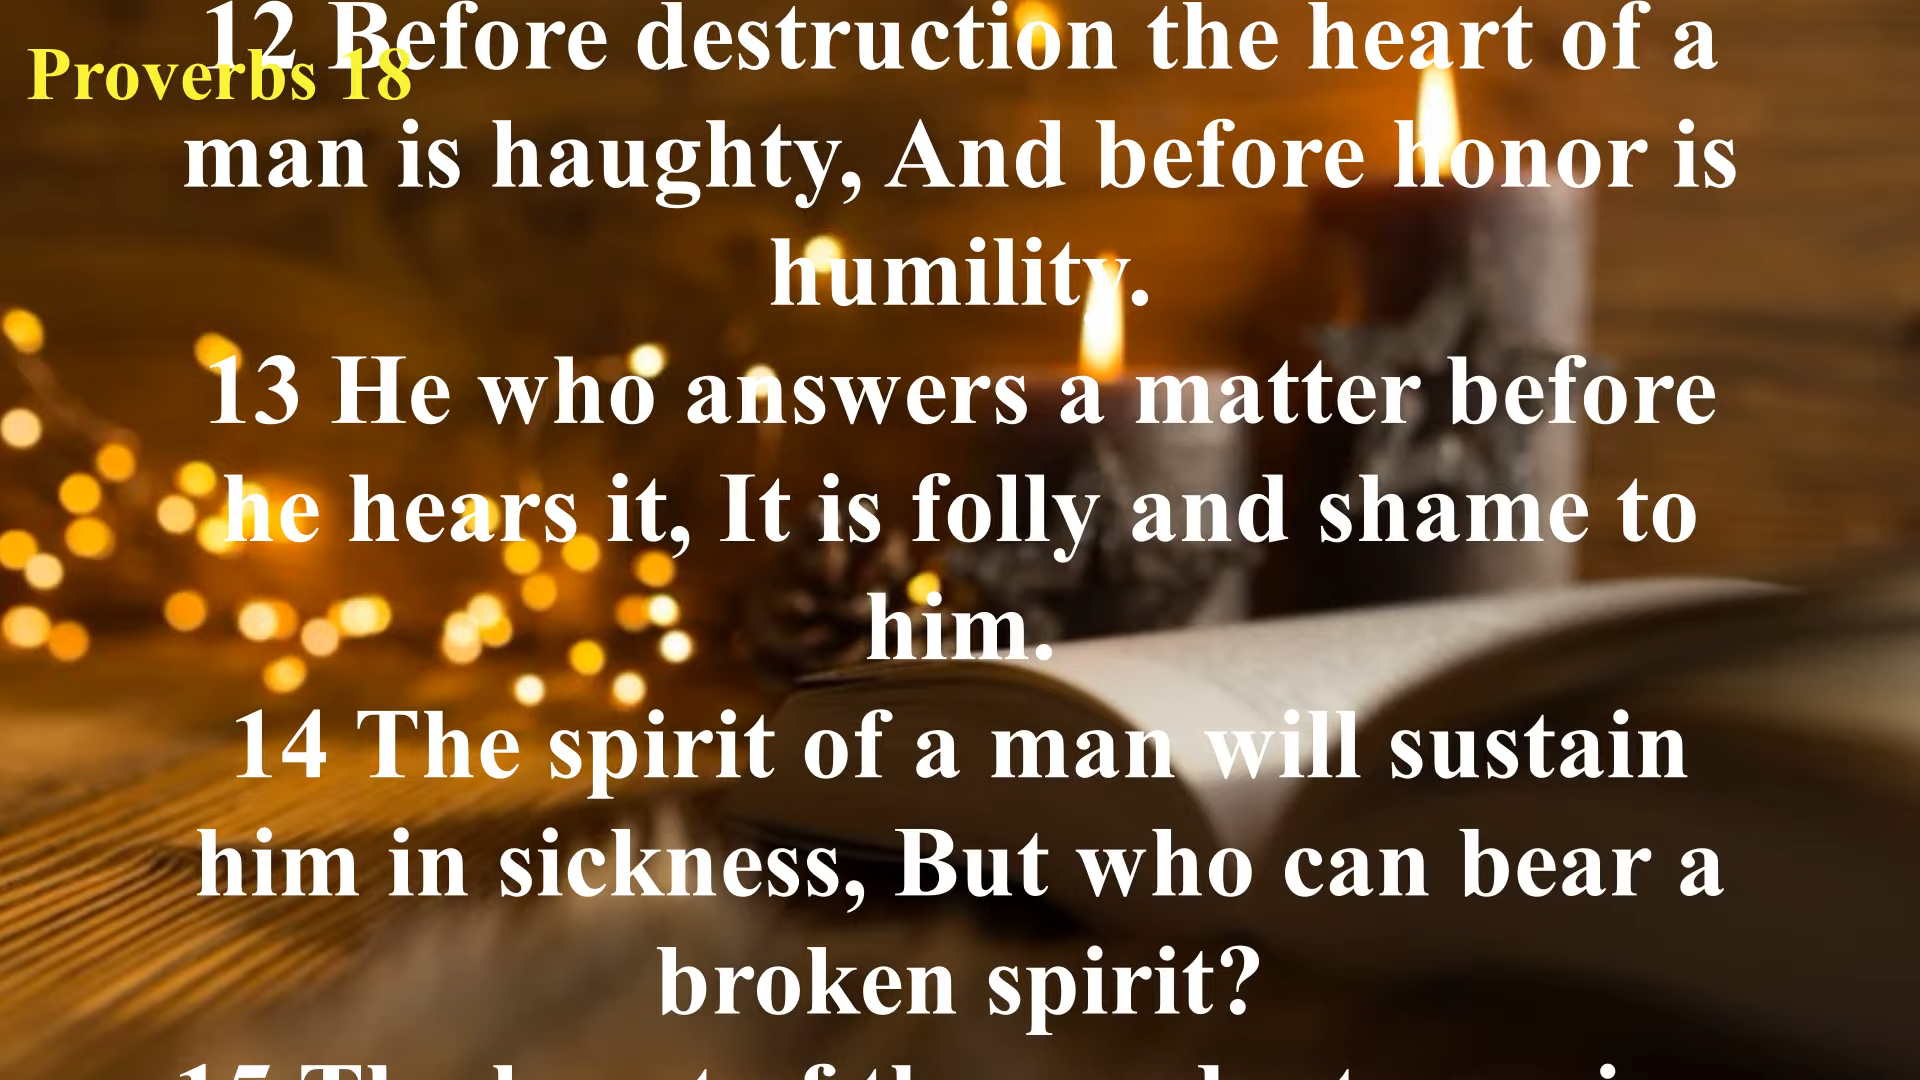 12 Before destruction the heart of a
Proverbs 18
man is haughty, And before honor is
humility.
13 He who answers a matter before
he hears it, It is folly and shame to
him.
14 The spirit of a man will sustain
him in sickness, But who can bear a
broken spirit?